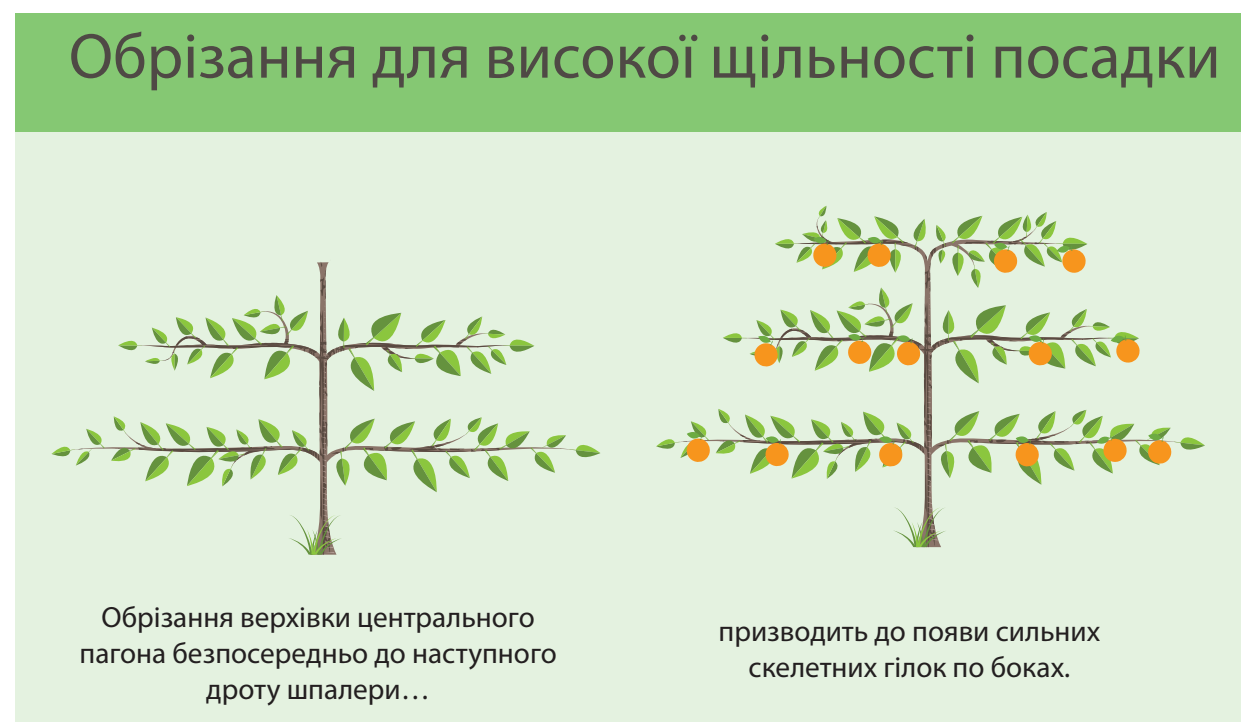 Обрізання для високої щільності посадки
Обрізання верхівки центрального
пагона безпосередньо до наступного
дроту шпалери…
призводить до появи сильних
скелетних гілок по боках.